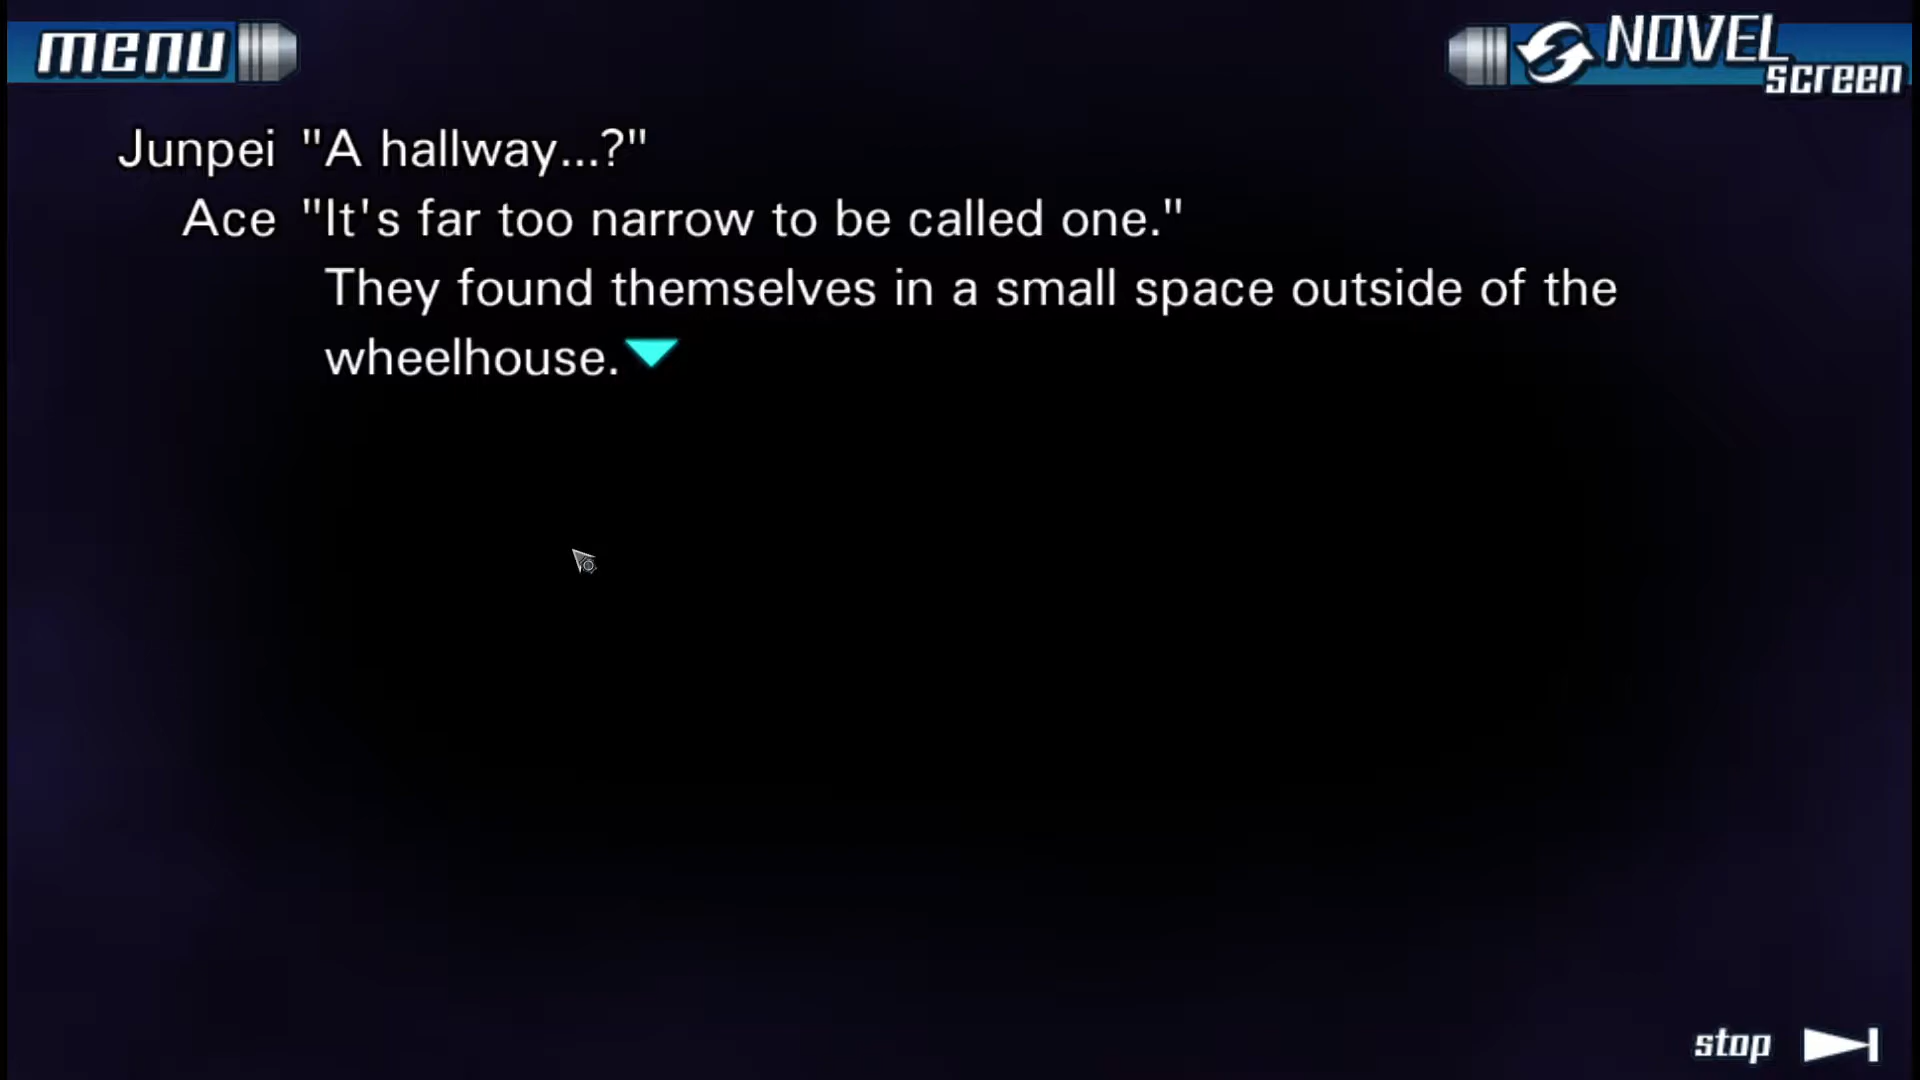 menu
NOVEL
screen
Junpei "A hallway...?"
Ace "It's far too narrow to be called one."
They found themselves in a small space outside of the
wheelhouse.
stop